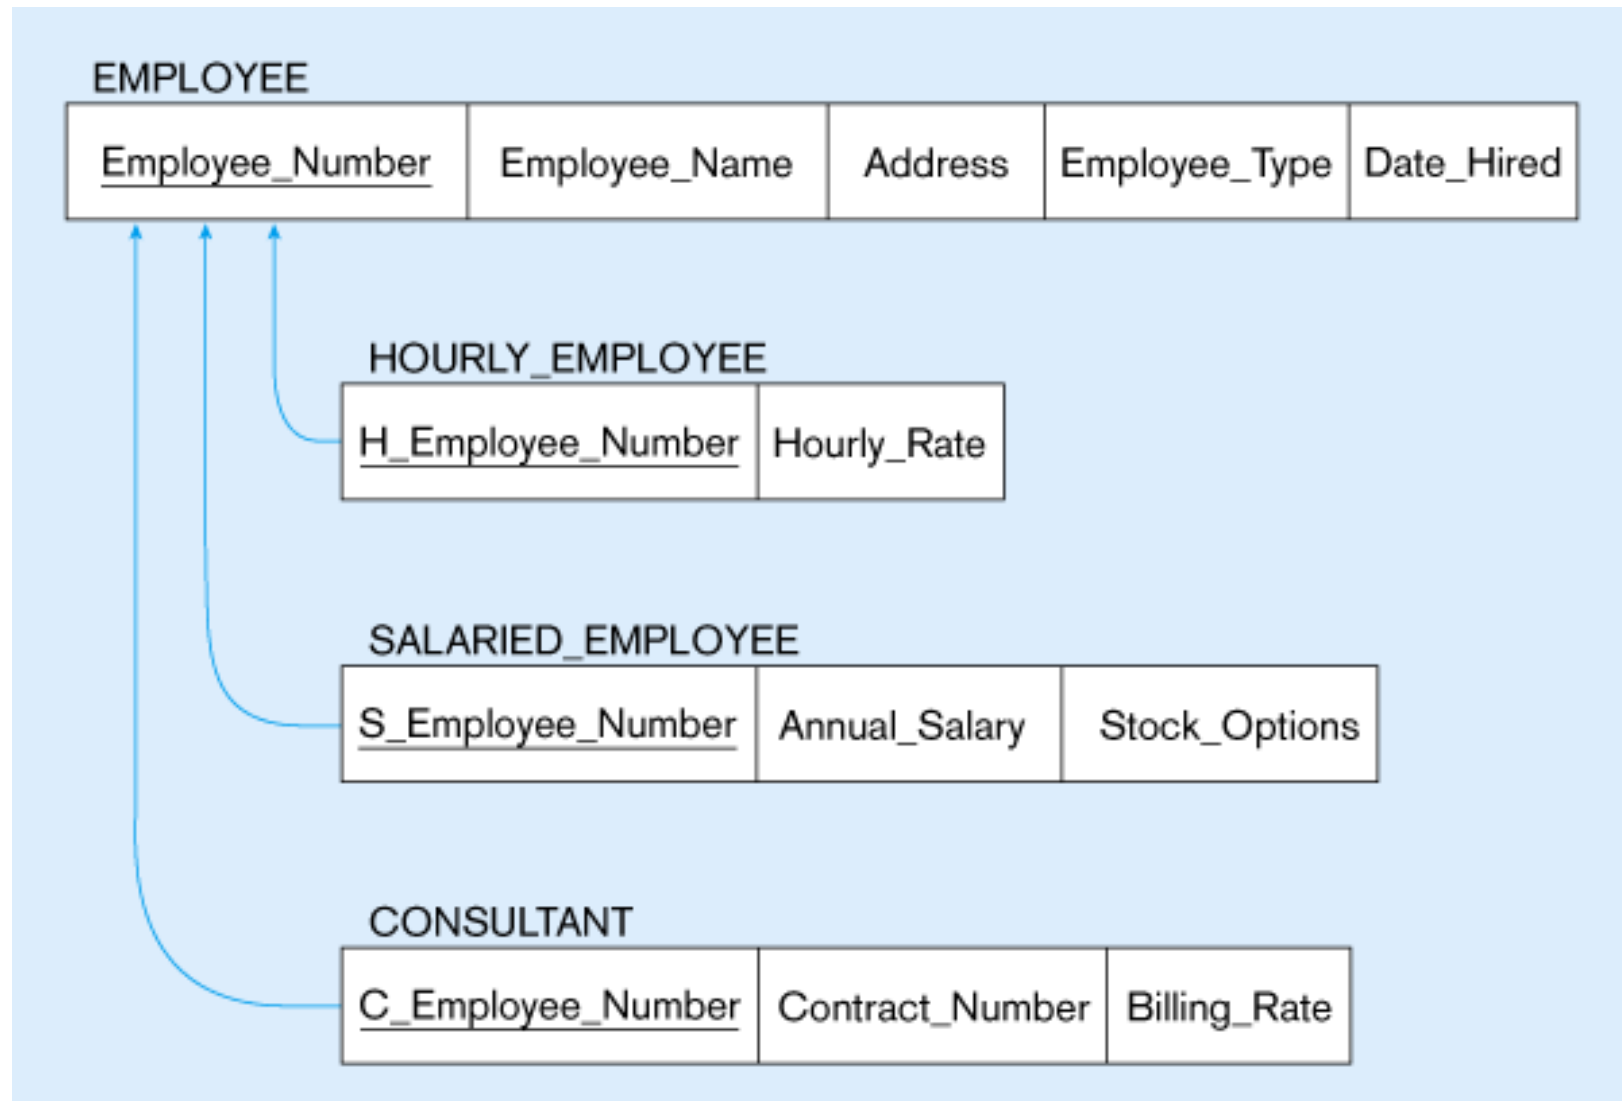 EMPLOYEE
Employee_Number Employee_Name Address Employee_Type Date_Hired
HOURLY_EMPLOYEE
H_Employee_Number Hourly_Rate
SALARIED_EMPLOYEE
S_Employee_Number Annual_Salary Stock_Options
CONSULTANT
C_Employee_Number Contract_Number Billing_Rate